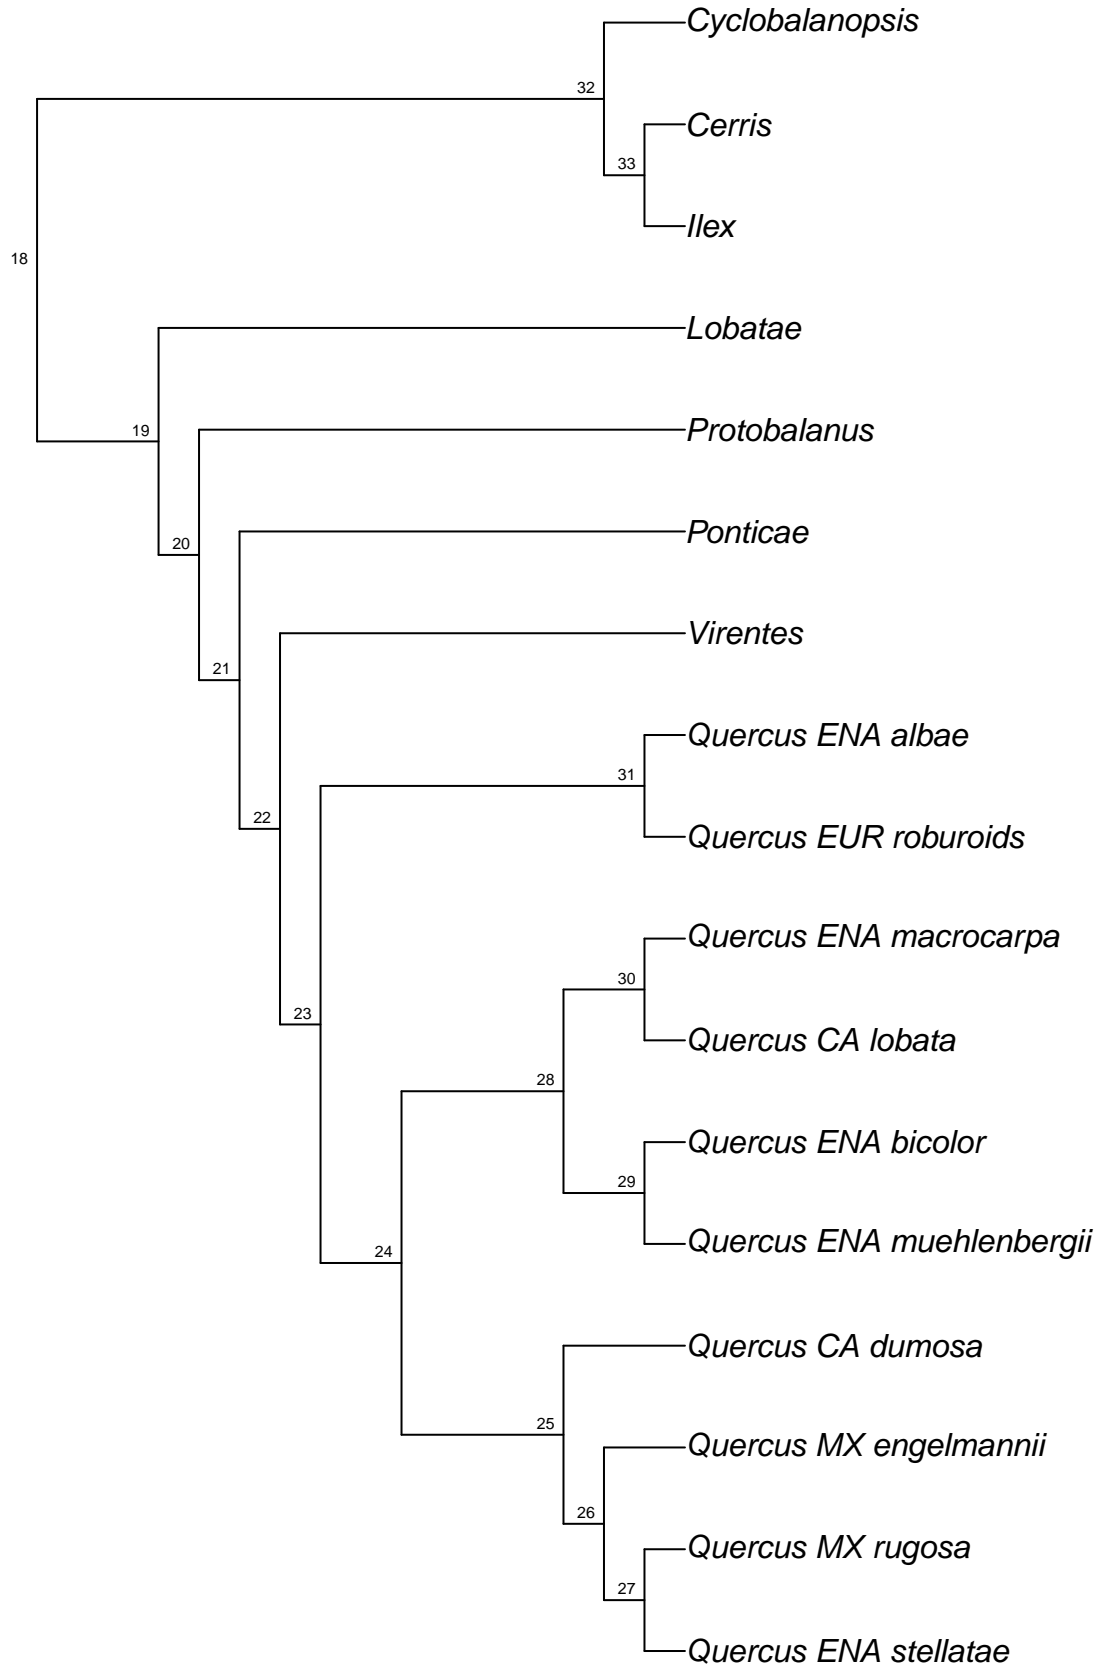 Cyclobalanopsis
32
Cerris
33
Ilex
18
Lobatae
Protobalanus
19
Ponticae
20
Virentes
21
Quercus ENA albae
31
22
Quercus EUR roburoids
Quercus ENA macrocarpa
30
23
Quercus CA lobata
28
Quercus ENA bicolor
29
Quercus ENA muehlenbergii
24
Quercus CA dumosa
25
Quercus MX engelmannii
26
Quercus MX rugosa
27
Quercus ENA stellatae